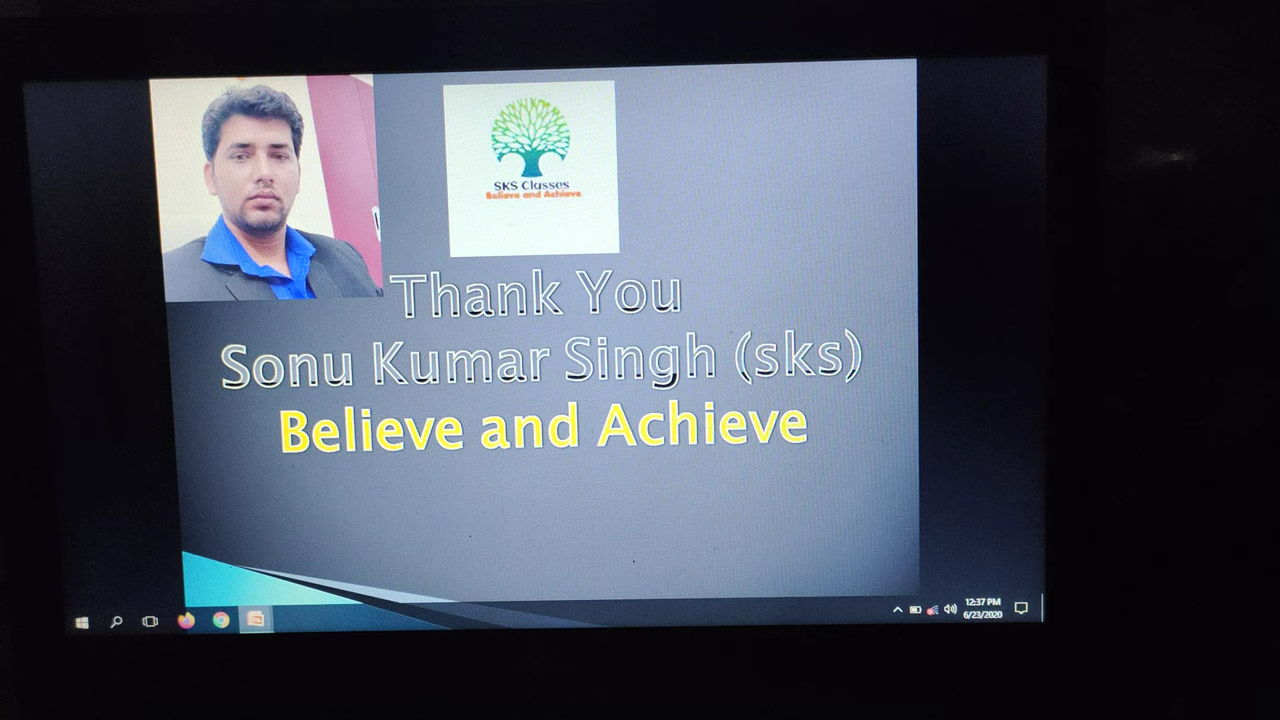 SKS Classes
Believe and Achieve
Thank You
Sonu Kumar Singh (sks)
Believe and Achieve
12:37 PM
6/23/2020